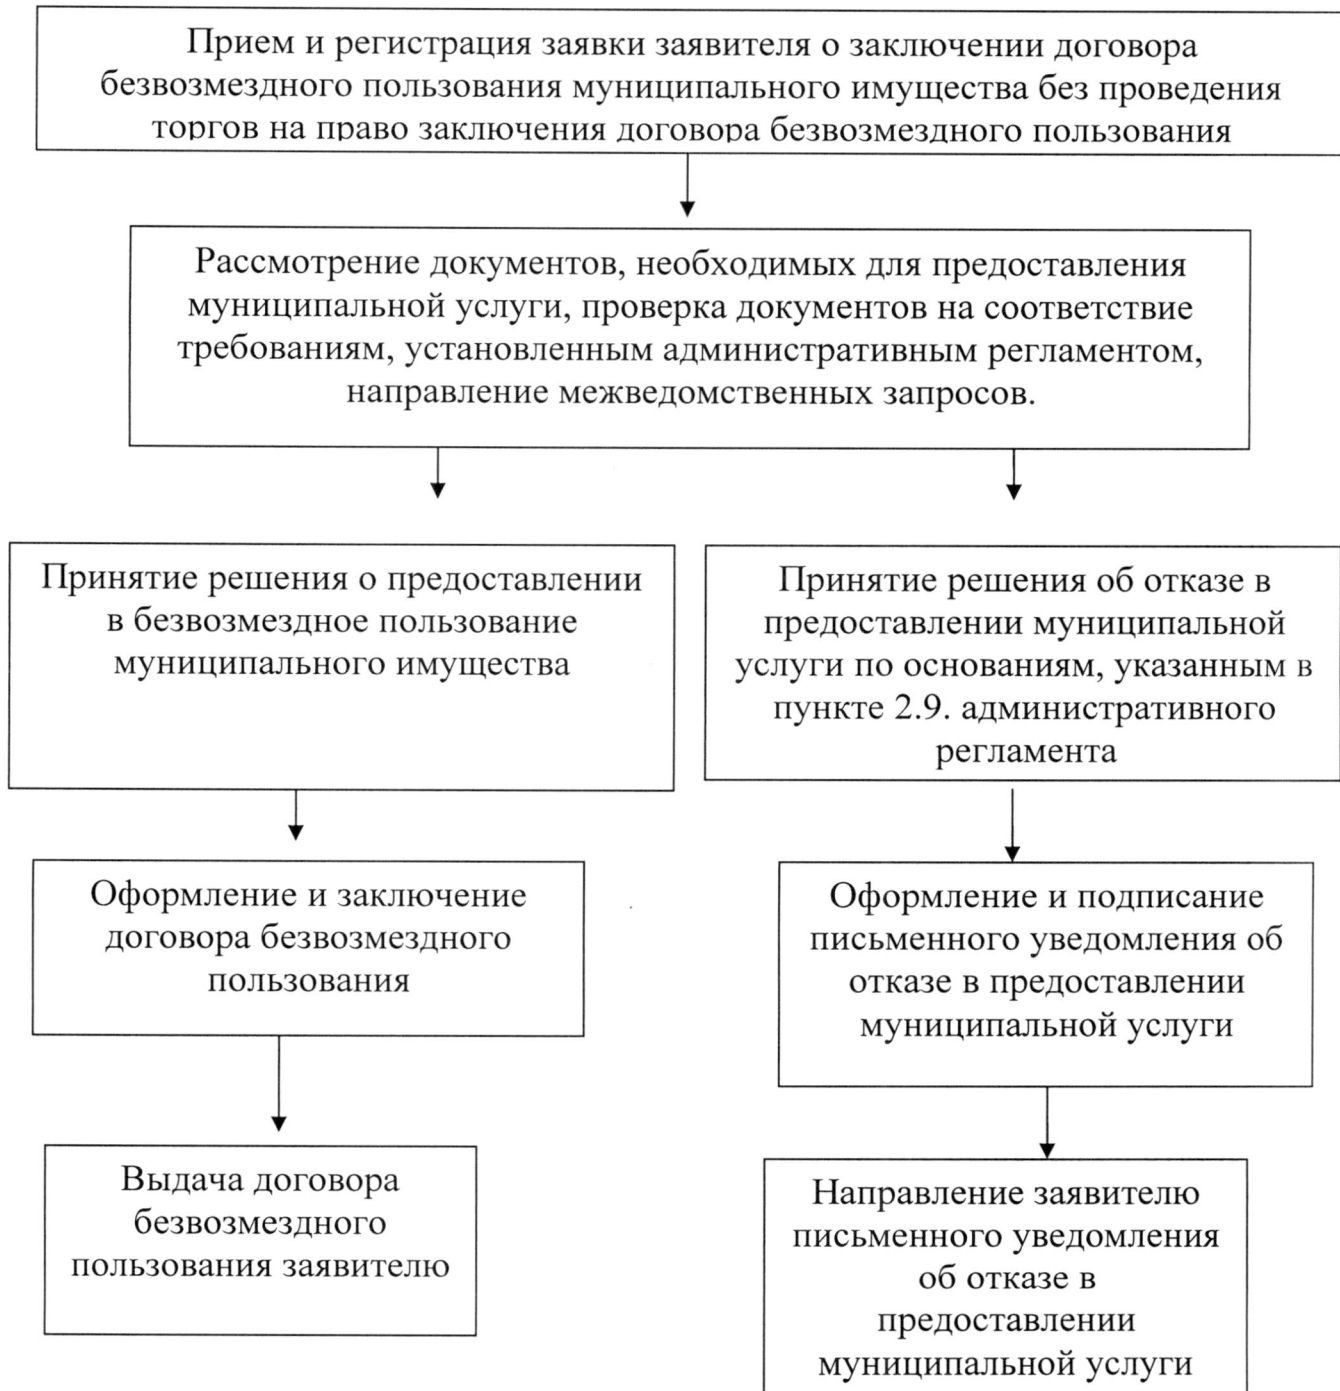 Прием и регистрация заявки заявителя о заключении договора
безвозмездного пользования муниципального имущества без проведения
торгов на право заключения договора безвозмездного пользования
Рассмотрение документов, необходимых для предоставления
муниципальной услуги, проверка документов на соответствие
требованиям, установленным административным регламентом,
направление межведомственных запросов.
Принятие решения о предоставлении
в безвозмездное пользование
муниципального имущества
Принятие решения об отказе в
предоставлении муниципальной
услуги по основаниям, указанным в
пункте 2.9. административного
регламента
Оформление и заключение
договора безвозмездного
пользования
Оформление и подписание
письменного уведомления об
отказе в предоставлении
муниципальной услуги
Выдача договора
безвозмездного
пользования заявителю
Направление заявителю
письменного уведомления
об отказе в
предоставлении
муниципальной услуги